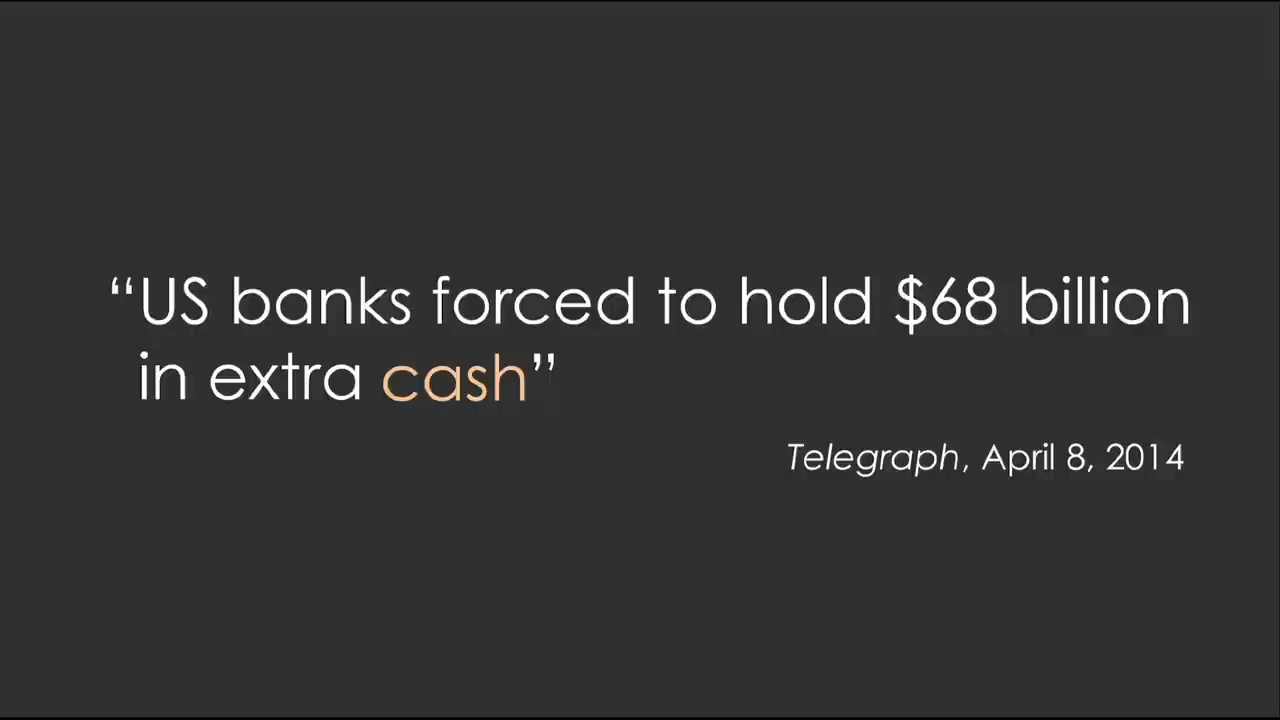 “US banks forced to hold $68 billion
in extra cash”
Telegraph, April 8, 2014